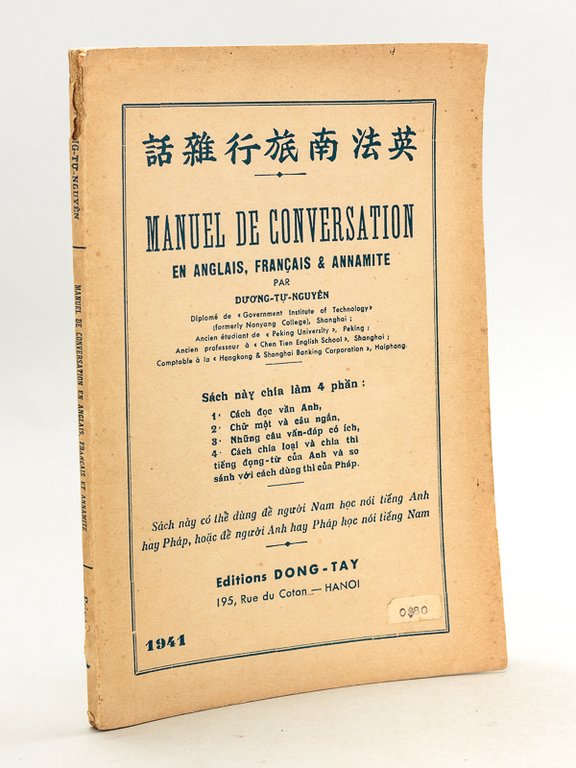 話雜行旅南法英
MANUEL DE CONVERSATION
EN ANGLAIS, FRANÇAIS & ANNAMITE
PAR
DƯƠNG-TỰ-NGUYÊN
Diplomé de « Government Institute of Technology»
(formerly Nanyang College), Shanghai ;
Ancien étudiant de « Peking University », Peking ;
Ancien professeur à « Chen Tien English School », Shanghai ;
Comptable à la « Hongkong & Shanghai Banking Corporation », Haiphong.
Sách này chia làm 4 phần :
1· Cách đọc văn Anh,
2· Chữ một và câu ngắn,
3· Những câu vấn-đáp có ích,
4· Cách chia loại và chia thì
tiếng động-từ của Anh và so
sánh với cách dùng thì của Pháp.
Sách này có thể dùng để người Nam học nói tiếng Anh
hay Pháp, hoặc để người Anh hay Pháp học nói tiếng Nam
Editions DONG-TAY
195, Rue du Coton — HANOI
1941
NG-TỰ-NGUYÊN
MANUEL DE CONVERSATION EN ANGLAIS, FRANÇAIS ET ANNAMITE